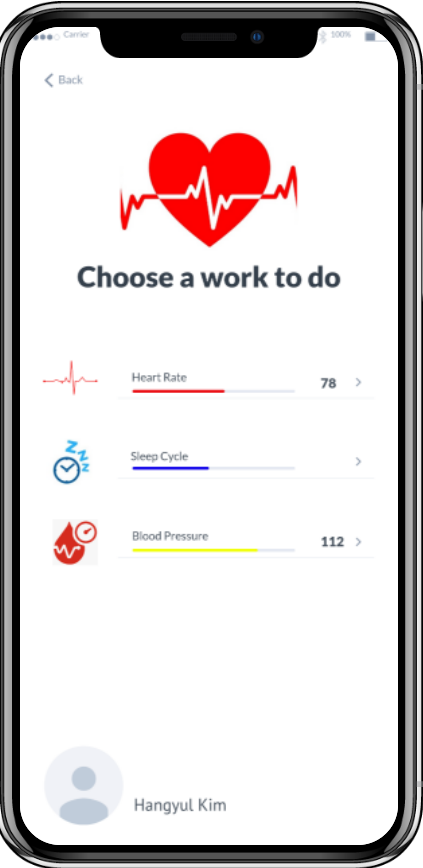 Carrier
100%
Back
Choose a work to do
Heart Rate
78
Sleep Cycle
Blood Pressure
112
Hangyul Kim